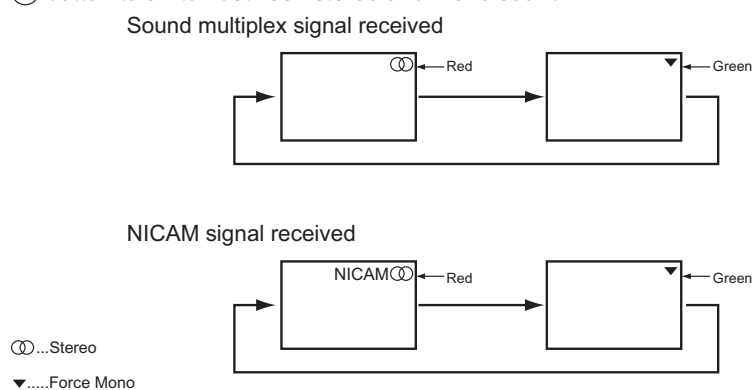 Sound multiplex signal received
Red
Green
NICAM signal received
NICAM
Red
Green
...Stereo
▼.....Force Mono